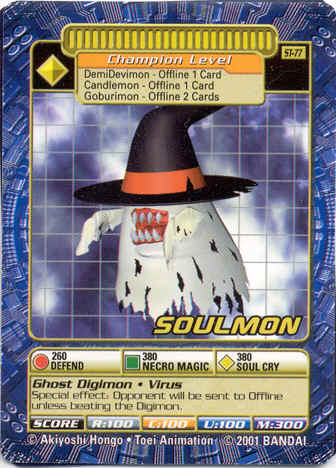 ST-77
Champion Level
DemiDevimon - Offline 1 Card
Candlemon - Offline 1 Card
Goburimon - Offline 2 Cards
SOULMON
260 DEFEND
380 NECRO MAGIC
380 SOUL CRY
Ghost Digimon • Virus
Special effect: Opponent will be sent to Offline
unless beating the Digimon.
SCORE R:100 C:100 U:100 M:300
© Akiyoshi Hongo • Toei Animation © 2001 BANDAI